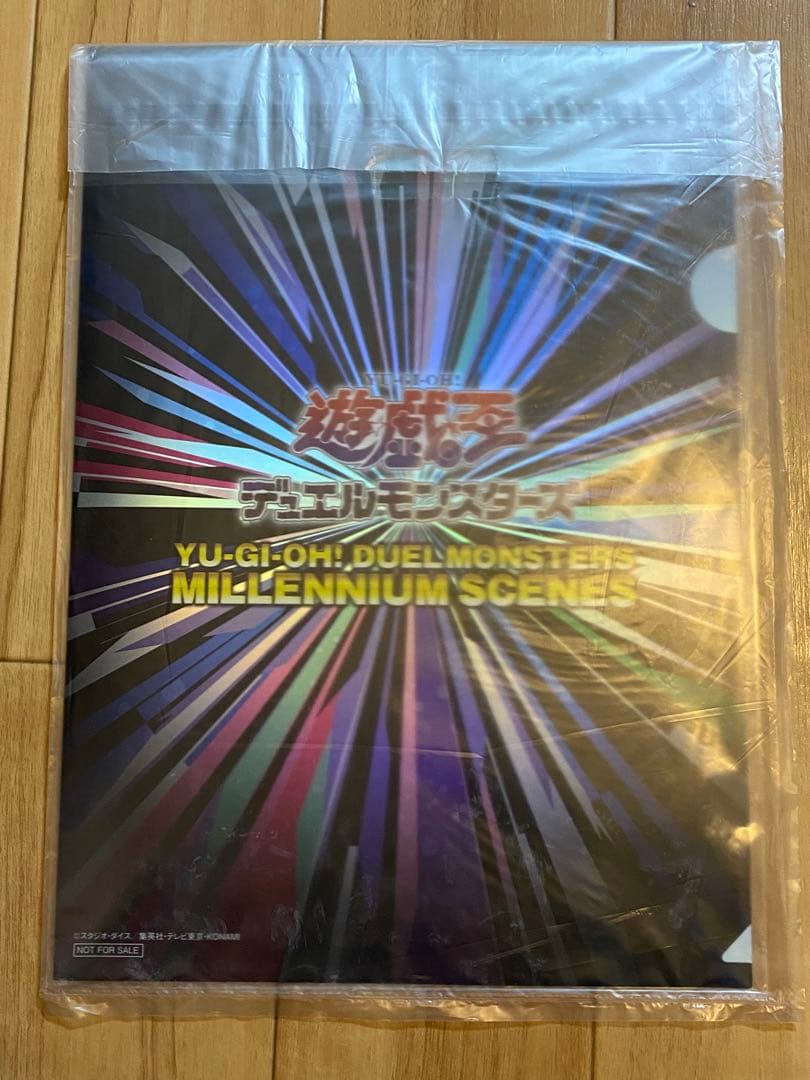 YU-GI-OH!
遊戯王
デュエルモンスターズ
YU-GI-OH! DUEL MONSTERS
MILLENNIUM SCENES
©スタジオ・ダイス/集英社・テレビ東京・KONAMI
NOT FOR SALE